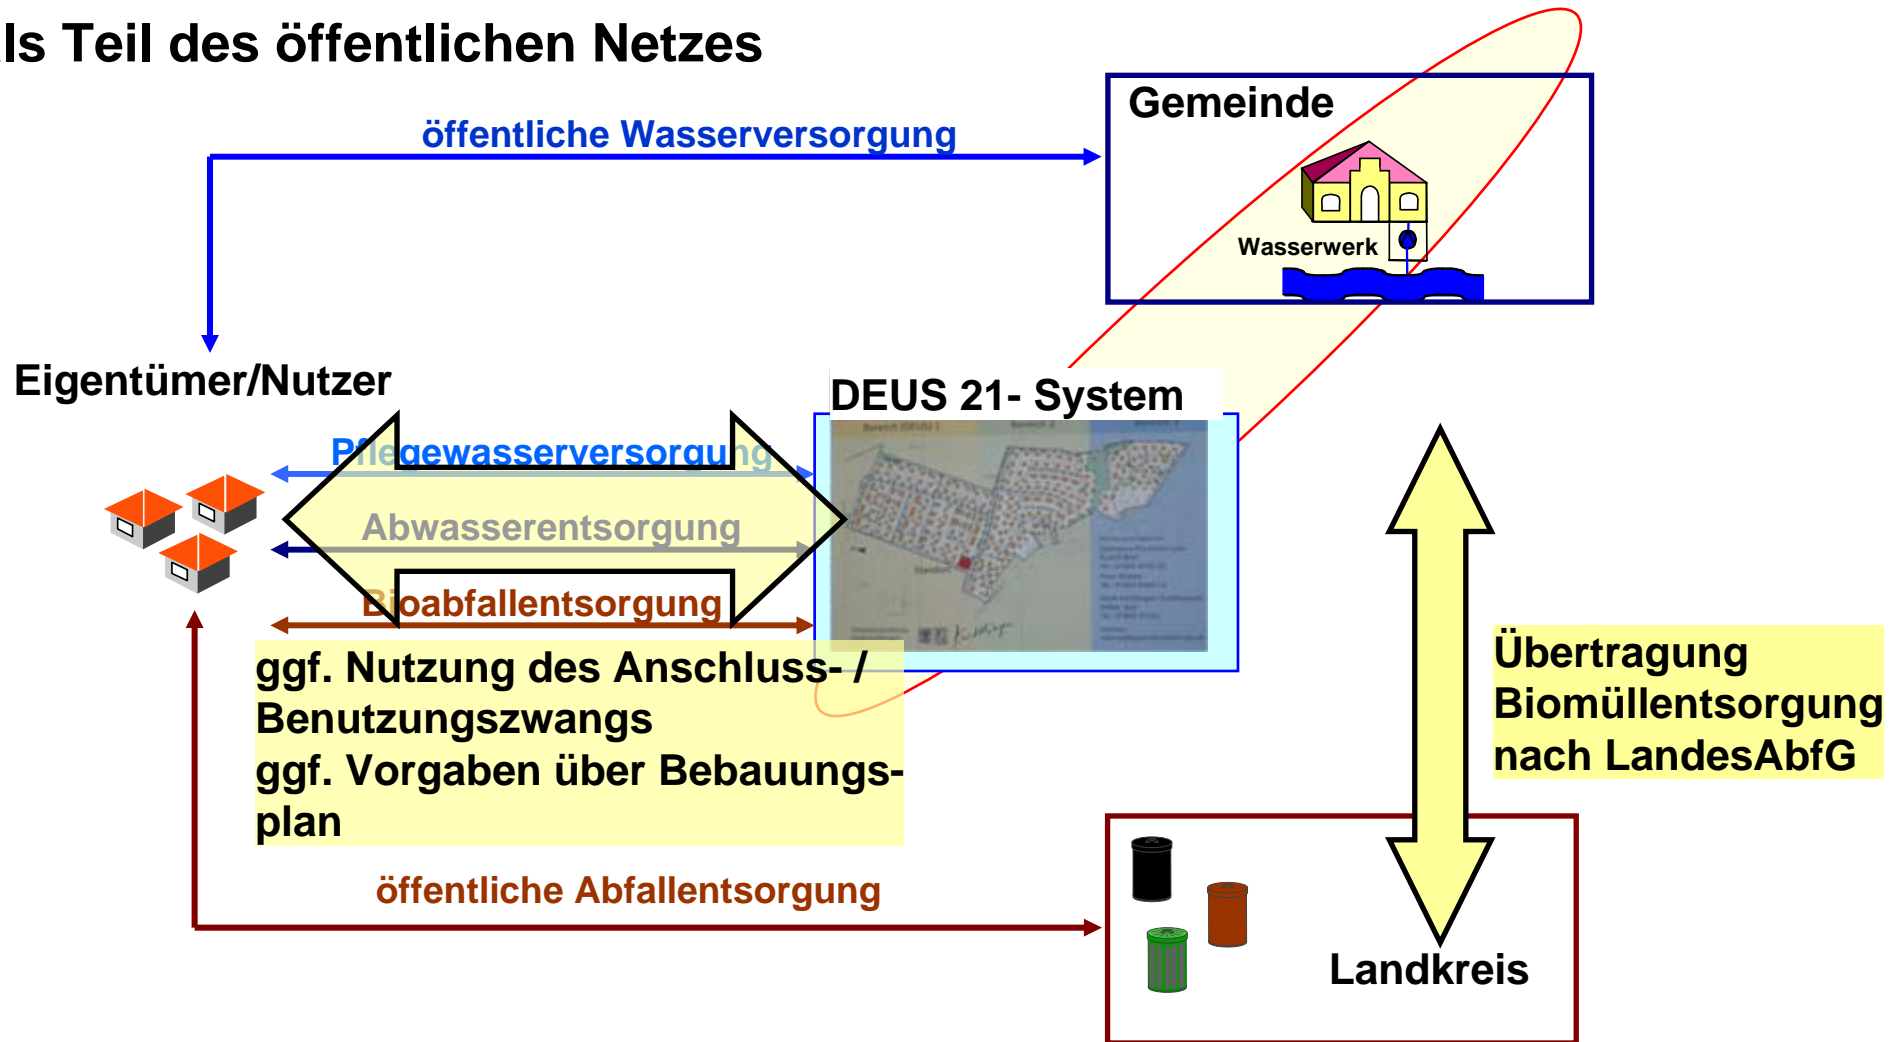 ls Teil des öffentlichen Netzes
Gemeinde
öffentliche Wasserversorgung
Wasserwerk
Eigentümer/Nutzer
DEUS 21- System
Pflegewasserversorgung
Abwasserentsorgung
Bioabfallentsorgung
ggf. Nutzung des Anschluss- /
Benutzungszwangs
ggf. Vorgaben über Bebauungs-
plan
Übertragung
Biomüllentsorgung
nach LandesAbfG
öffentliche Abfallentsorgung
Landkreis